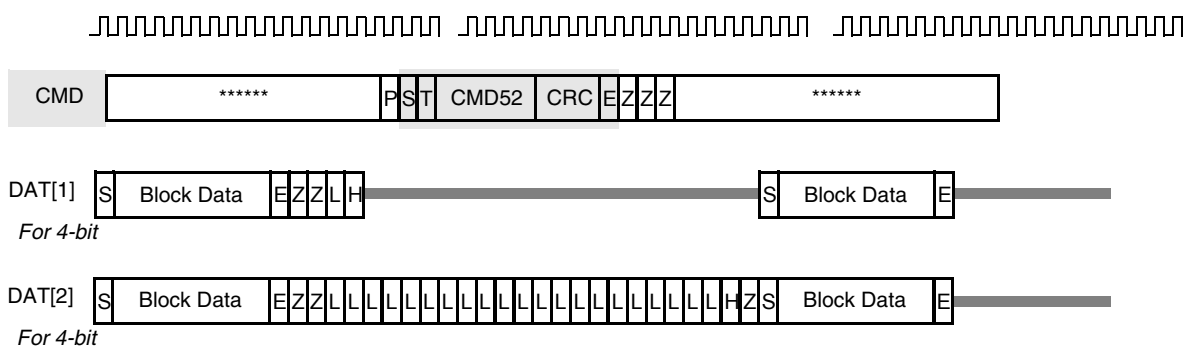 CMD ****** P S T CMD52 CRC E Z Z Z ******
DAT[1] S Block Data E Z Z L H S Block Data E
For 4-bit
DAT[2] S Block Data E Z Z L L L L L L L L L L L L L L L L L L L L L H Z S Block Data E
For 4-bit